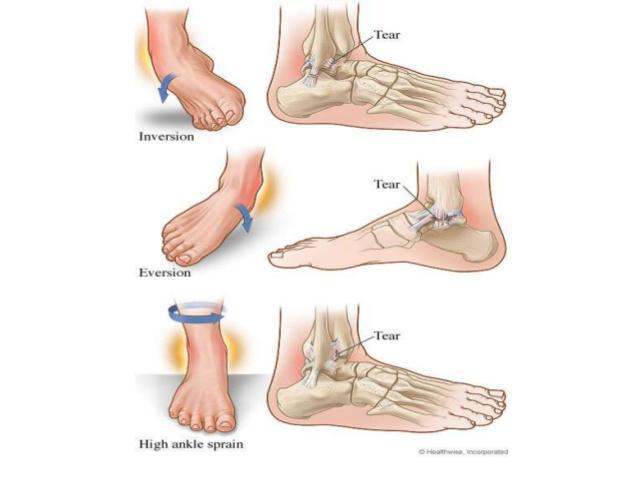 Tear
Inversion
Tear
Eversion
Tear
High ankle sprain
© Healthwise, Incorporated